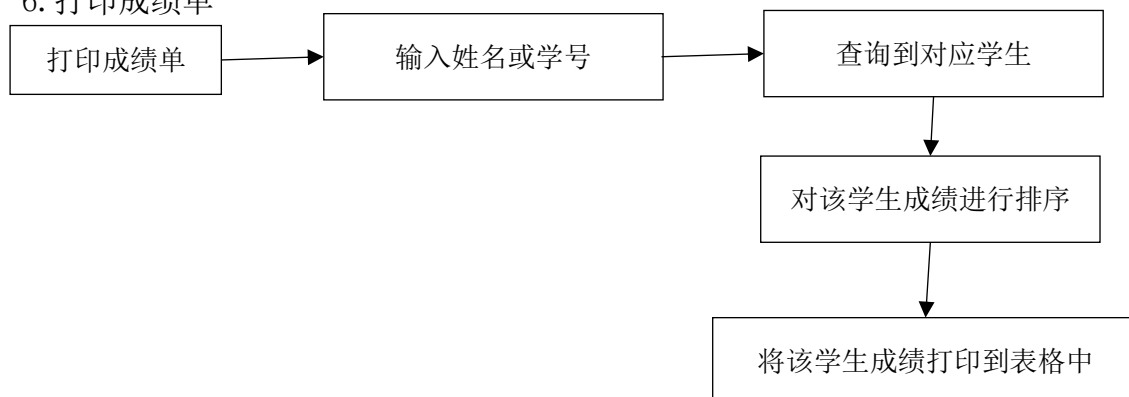 6.打印成绩单
打印成绩单
输入姓名或学号
查询到对应学生
对该学生成绩进行排序
将该学生成绩打印到表格中